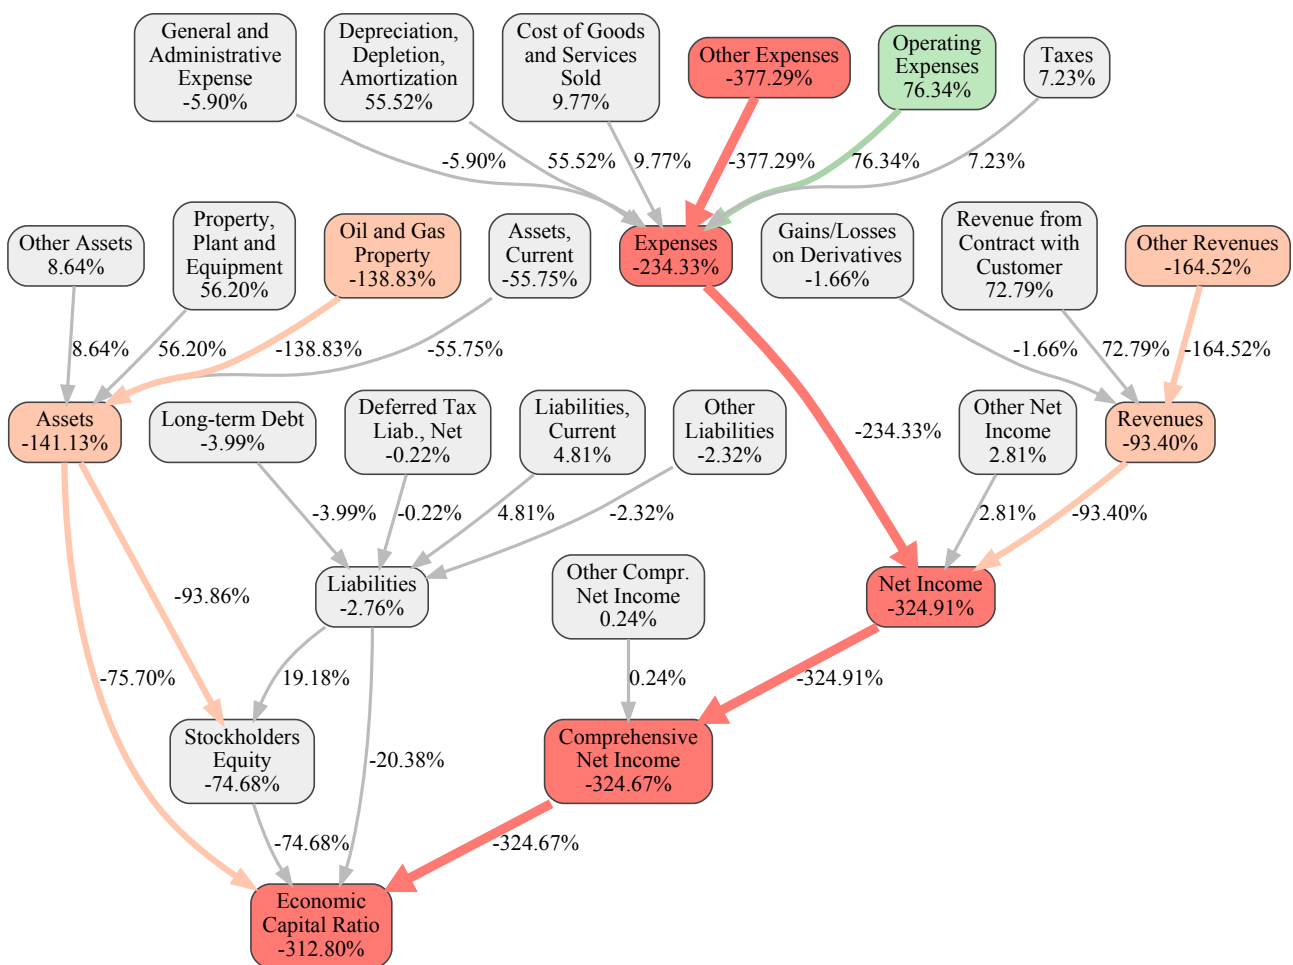 General and
Administrative
Expense
-5.90%
Depreciation,
Depletion,
Amortization
55.52%
Cost of Goods
and Services
Sold
9.77%
Other Expenses
-377.29%
Operating
Expenses
76.34%
Taxes
7.23%
-5.90%
55.52%
9.77%
-377.29%
76.34%
7.23%
Other Assets
8.64%
Property,
Plant and
Equipment
56.20%
Oil and Gas
Property
-138.83%
Assets,
Current
-55.75%
Expenses
-234.33%
Gains/Losses
on Derivatives
-1.66%
Revenue from
Contract with
Customer
72.79%
Other Revenues
-164.52%
8.64%
56.20%
-138.83%
-55.75%
-1.66%
72.79%
-164.52%
Assets
-141.13%
Long-term Debt
-3.99%
Deferred Tax
Liab., Net
-0.22%
Liabilities,
Current
4.81%
Other
Liabilities
-2.32%
-234.33%
Other Net
Income
2.81%
Revenues
-93.40%
-3.99%
-0.22%
4.81%
-2.32%
2.81%
-93.40%
-93.86%
Liabilities
-2.76%
Other Compr.
Net Income
0.24%
Net Income
-324.91%
-75.70%
19.18%
0.24%
-324.91%
Stockholders
Equity
-74.68%
-20.38%
Comprehensive
Net Income
-324.67%
-74.68%
-324.67%
Economic
Capital Ratio
-312.80%